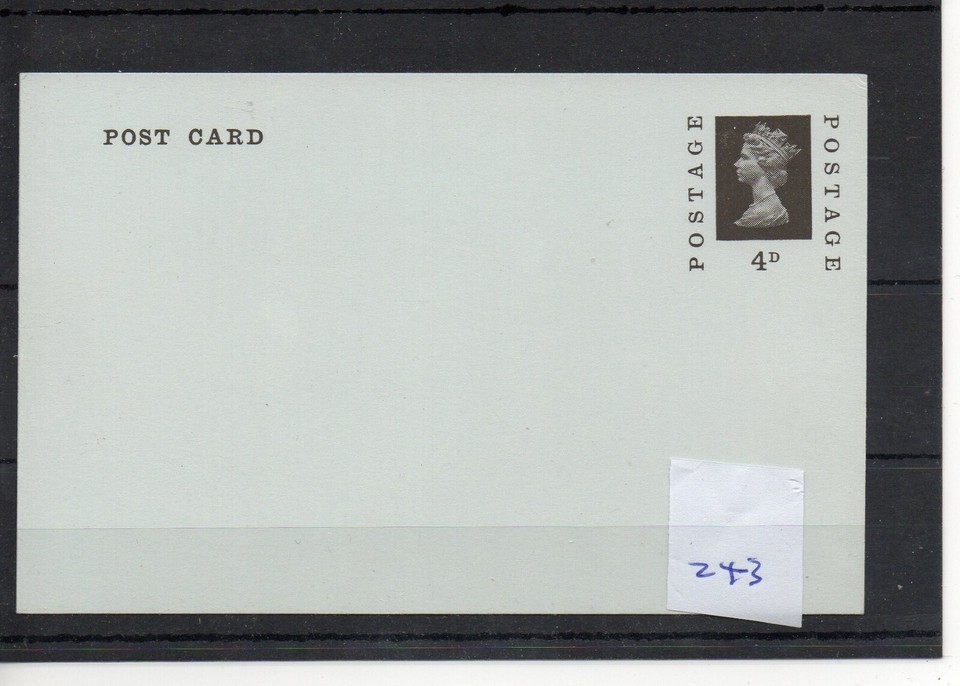 POST CARD
POSTAGE
POSTAGE
4D
243